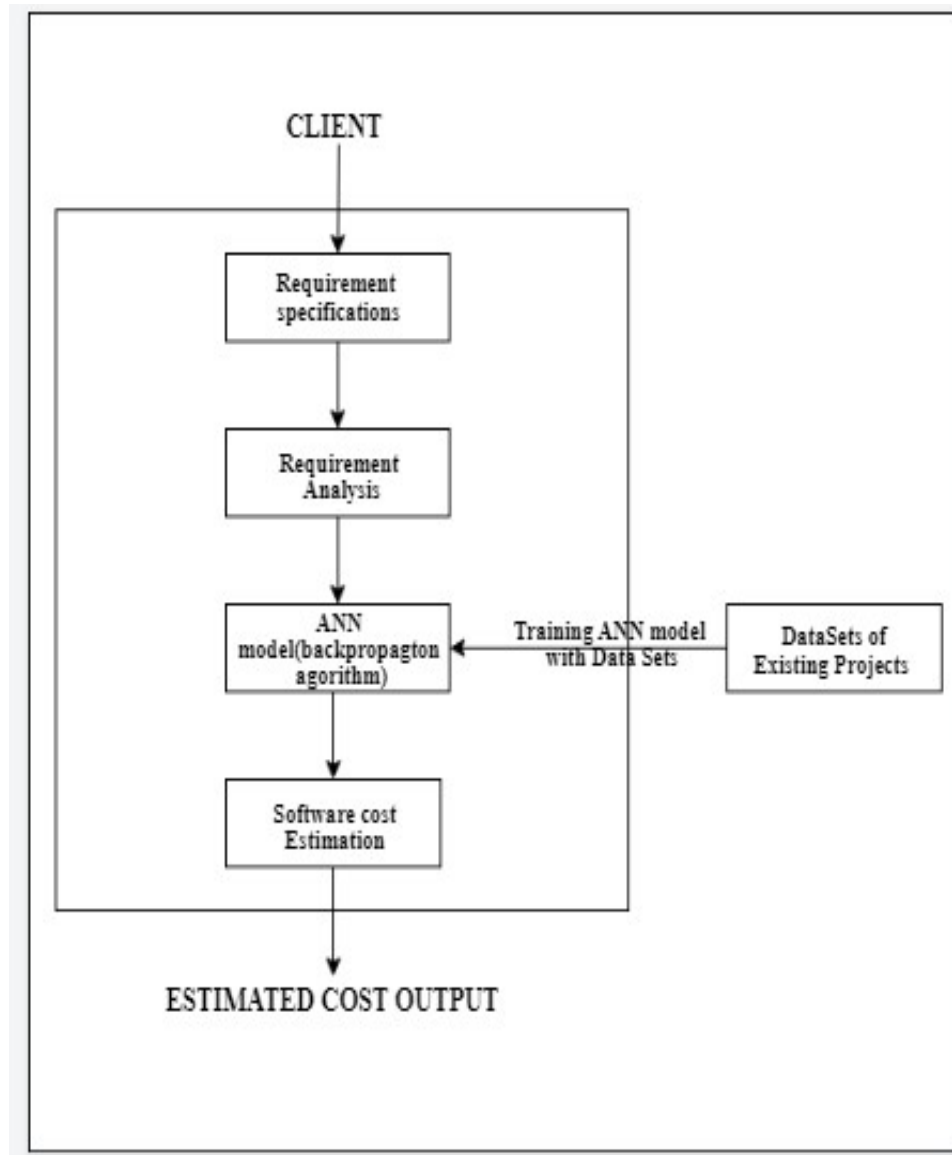 CLIENT
Requirement
specifications
Requirement
Analysis
ANN
model(backpropagton
agorithm)
Training ANN model
with Data Sets
DataSets of
Existing Projects
Software cost
Estimation
ESTIMATED COST OUTPUT